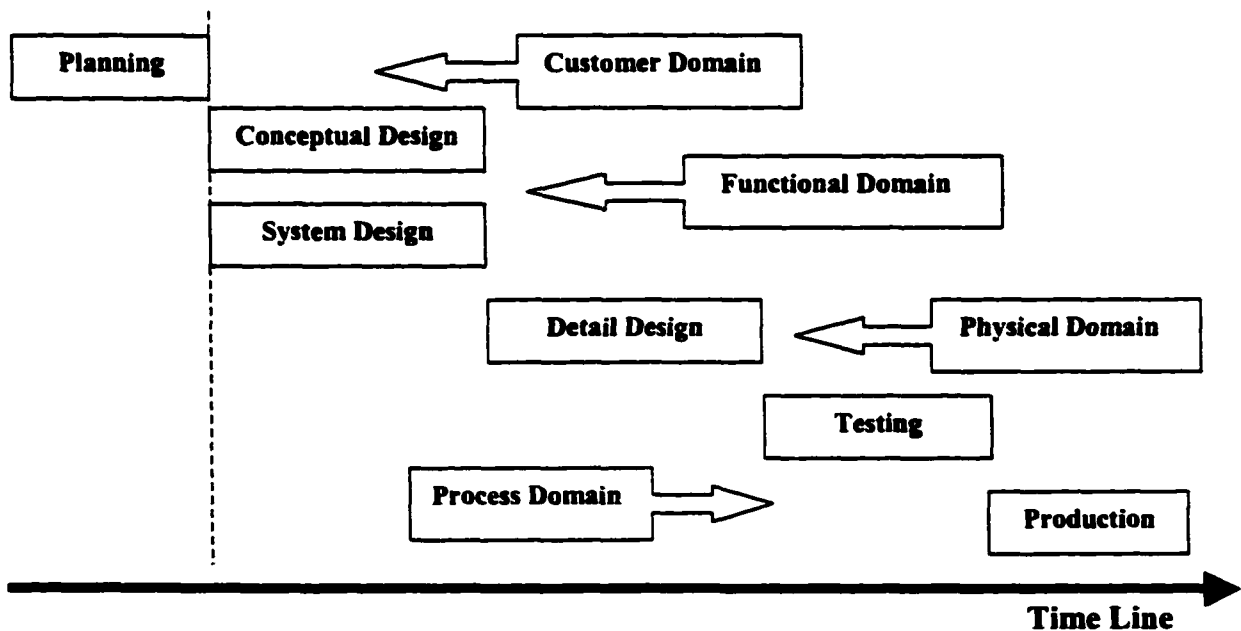 Planning
Customer Domain
Conceptual Design
Functional Domain
System Design
Detail Design
Physical Domain
Testing
Process Domain
Production
Time Line